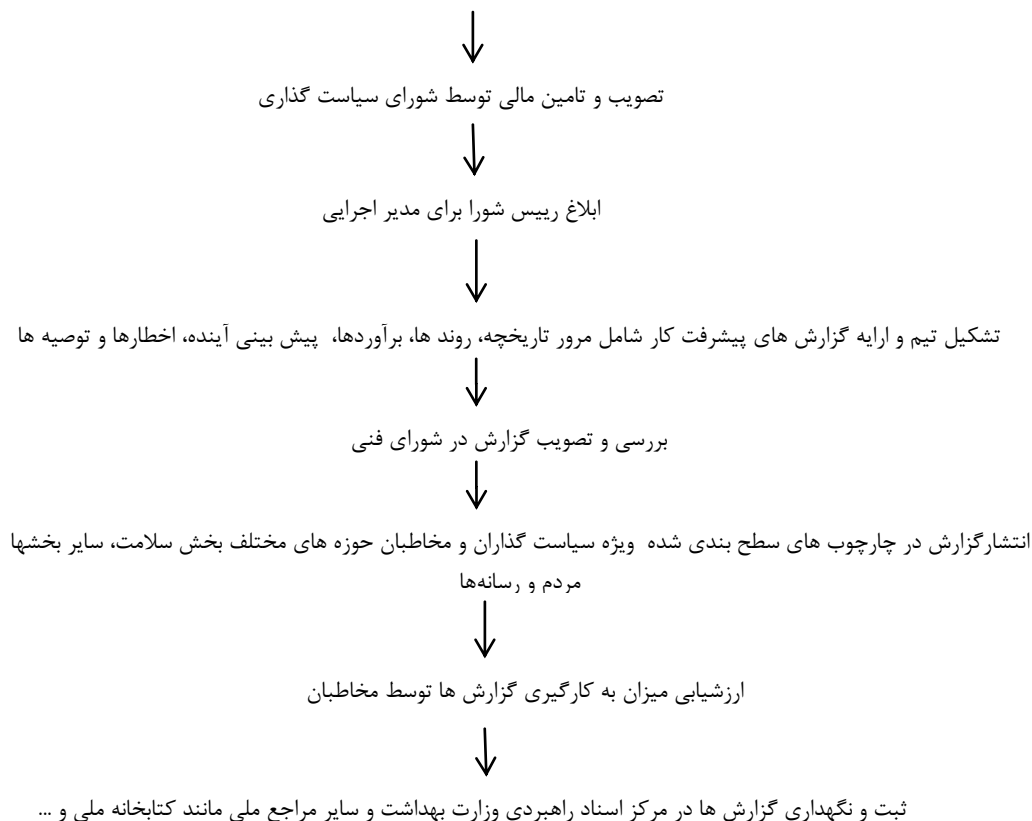 تصویب و تامین مالی توسط شورای سیاست گذاری
ابلاغ رییس شورا برای مدیر اجرایی
تشکیل تیم و ارایه گزارش های پیشرفت کار شامل مرور تاریخچه، روند ها، برآوردها، پیش بینی آینده، اخطارها و توصیه ها
بررسی و تصویب گزارش در شورای فنی
انتشارگزارش در چارچوب های سطح بندی شده ویژه سیاست گذاران و مخاطبان حوزه های مختلف بخش سلامت، سایر بخشها
مردم و رسانه‌ها
ارزشیابی میزان به کارگیری گزارش ها توسط مخاطبان
ثبت و نگهداری گزارش ها در مرکز اسناد راهبردی وزارت بهداشت و سایر مراجع ملی مانند کتابخانه ملی و ...